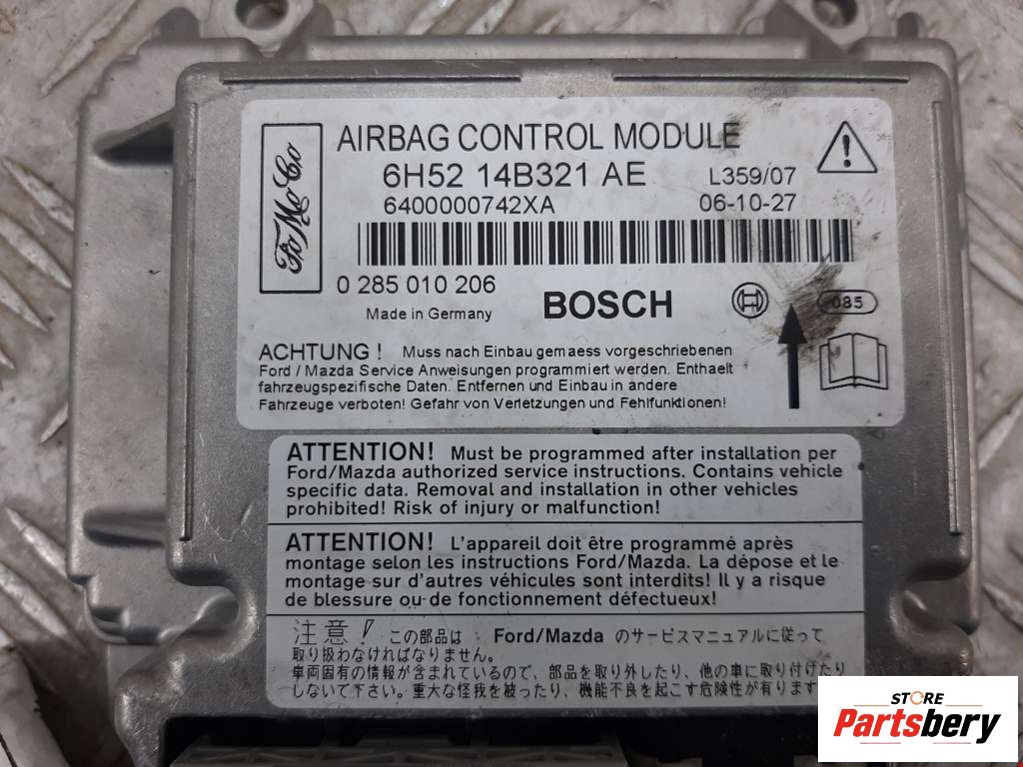 FoMoCo
AIRBAG CONTROL MODULE
6H52 14B321 AE L359/07
6400000742XA 06-10-27
0 285 010 206
Made in Germany BOSCH 085
ACHTUNG ! Muss nach Einbau gemaess vorgeschriebenen
Ford / Mazda Service Anweisungen programmiert werden. Enthaelt
fahrzeugspezifische Daten. Entfernen und Einbau in andere
Fahrzeuge verboten! Gefahr von Verletzungen und Fehlfunktionen!
ATTENTION! Must be programmed after installation per
Ford/Mazda authorized service instructions. Contains vehicle
specific data. Removal and installation in other vehicles
prohibited! Risk of injury or malfunction!
ATTENTION! L'appareil doit être programmé après
montage selon les instructions Ford/Mazda. La dépose et le
montage sur d'autres véhicules sont interdits! Il y a risque
de blessure ou de fonctionnement défectueux!
注意! この部品は Ford/Mazda のサービスマニュアルに従って
取り扱わなければなりません。
車両固有の情報が含まれているので、部品を取り外したり、他の車に取り付けたり
しないで下さい。重大な怪我を被ったり、機能不良を起こす危険性が有ります
STORE
Partsbery